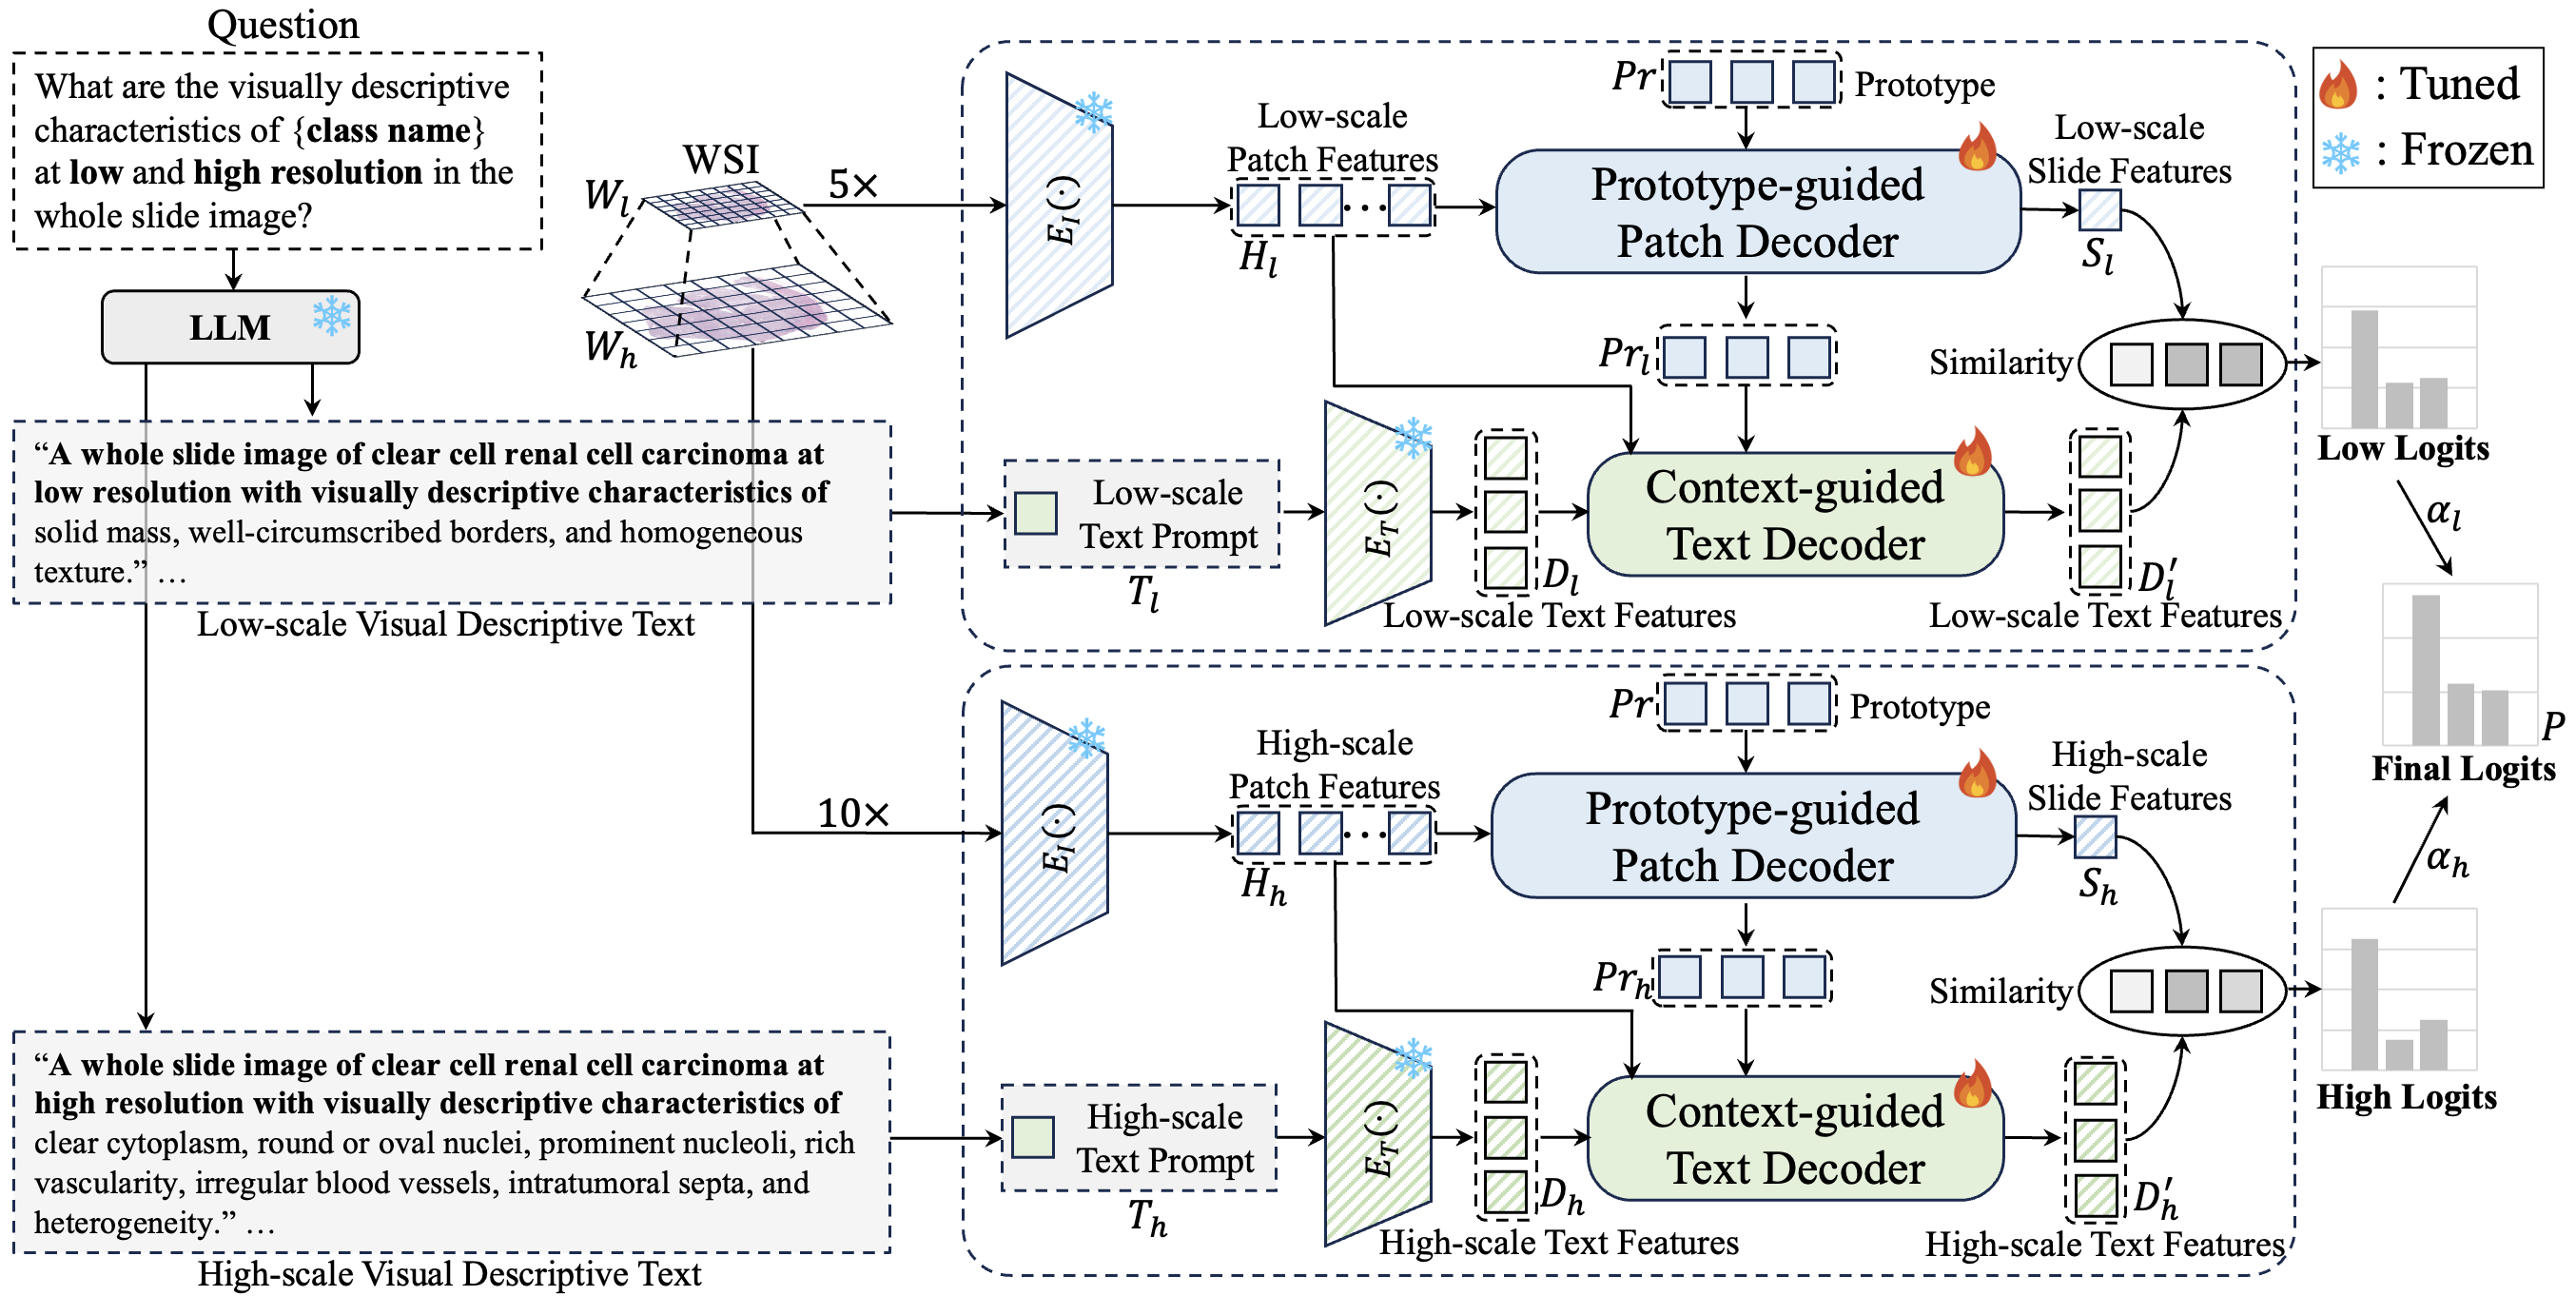 Question
What are the visually descriptive
characteristics of {class name}
at low and high resolution in the
whole slide image?
LLM
"A whole slide image of clear cell renal cell carcinoma at
low resolution with visually descriptive characteristics of
solid mass, well-circumscribed borders, and homogeneous
texture." …
Low-scale Visual Descriptive Text
"A whole slide image of clear cell renal cell carcinoma at
high resolution with visually descriptive characteristics of
clear cytoplasm, round or oval nuclei, prominent nucleoli, rich
vascularity, irregular blood vessels, intratumoral septa, and
heterogeneity." …
High-scale Visual Descriptive Text
WSI
W_l
W_h
5×
10×
E_I(·)
Low-scale
Patch Features
H_l
Pr
Prototype
Prototype-guided
Patch Decoder
Low-scale
Slide Features
S_l
Pr_l
Similarity
Low-scale
Text Prompt
T_l
E_T(·)
D_l
Low-scale Text Features
Context-guided
Text Decoder
D_l′
Low-scale Text Features
E_I(·)
High-scale
Patch Features
H_h
Pr
Prototype
Prototype-guided
Patch Decoder
High-scale
Slide Features
S_h
Pr_h
Similarity
High-scale
Text Prompt
T_h
E_T(·)
D_h
High-scale Text Features
Context-guided
Text Decoder
D_h′
High-scale Text Features
: Tuned
: Frozen
Low Logits
α_l
P
Final Logits
α_h
High Logits